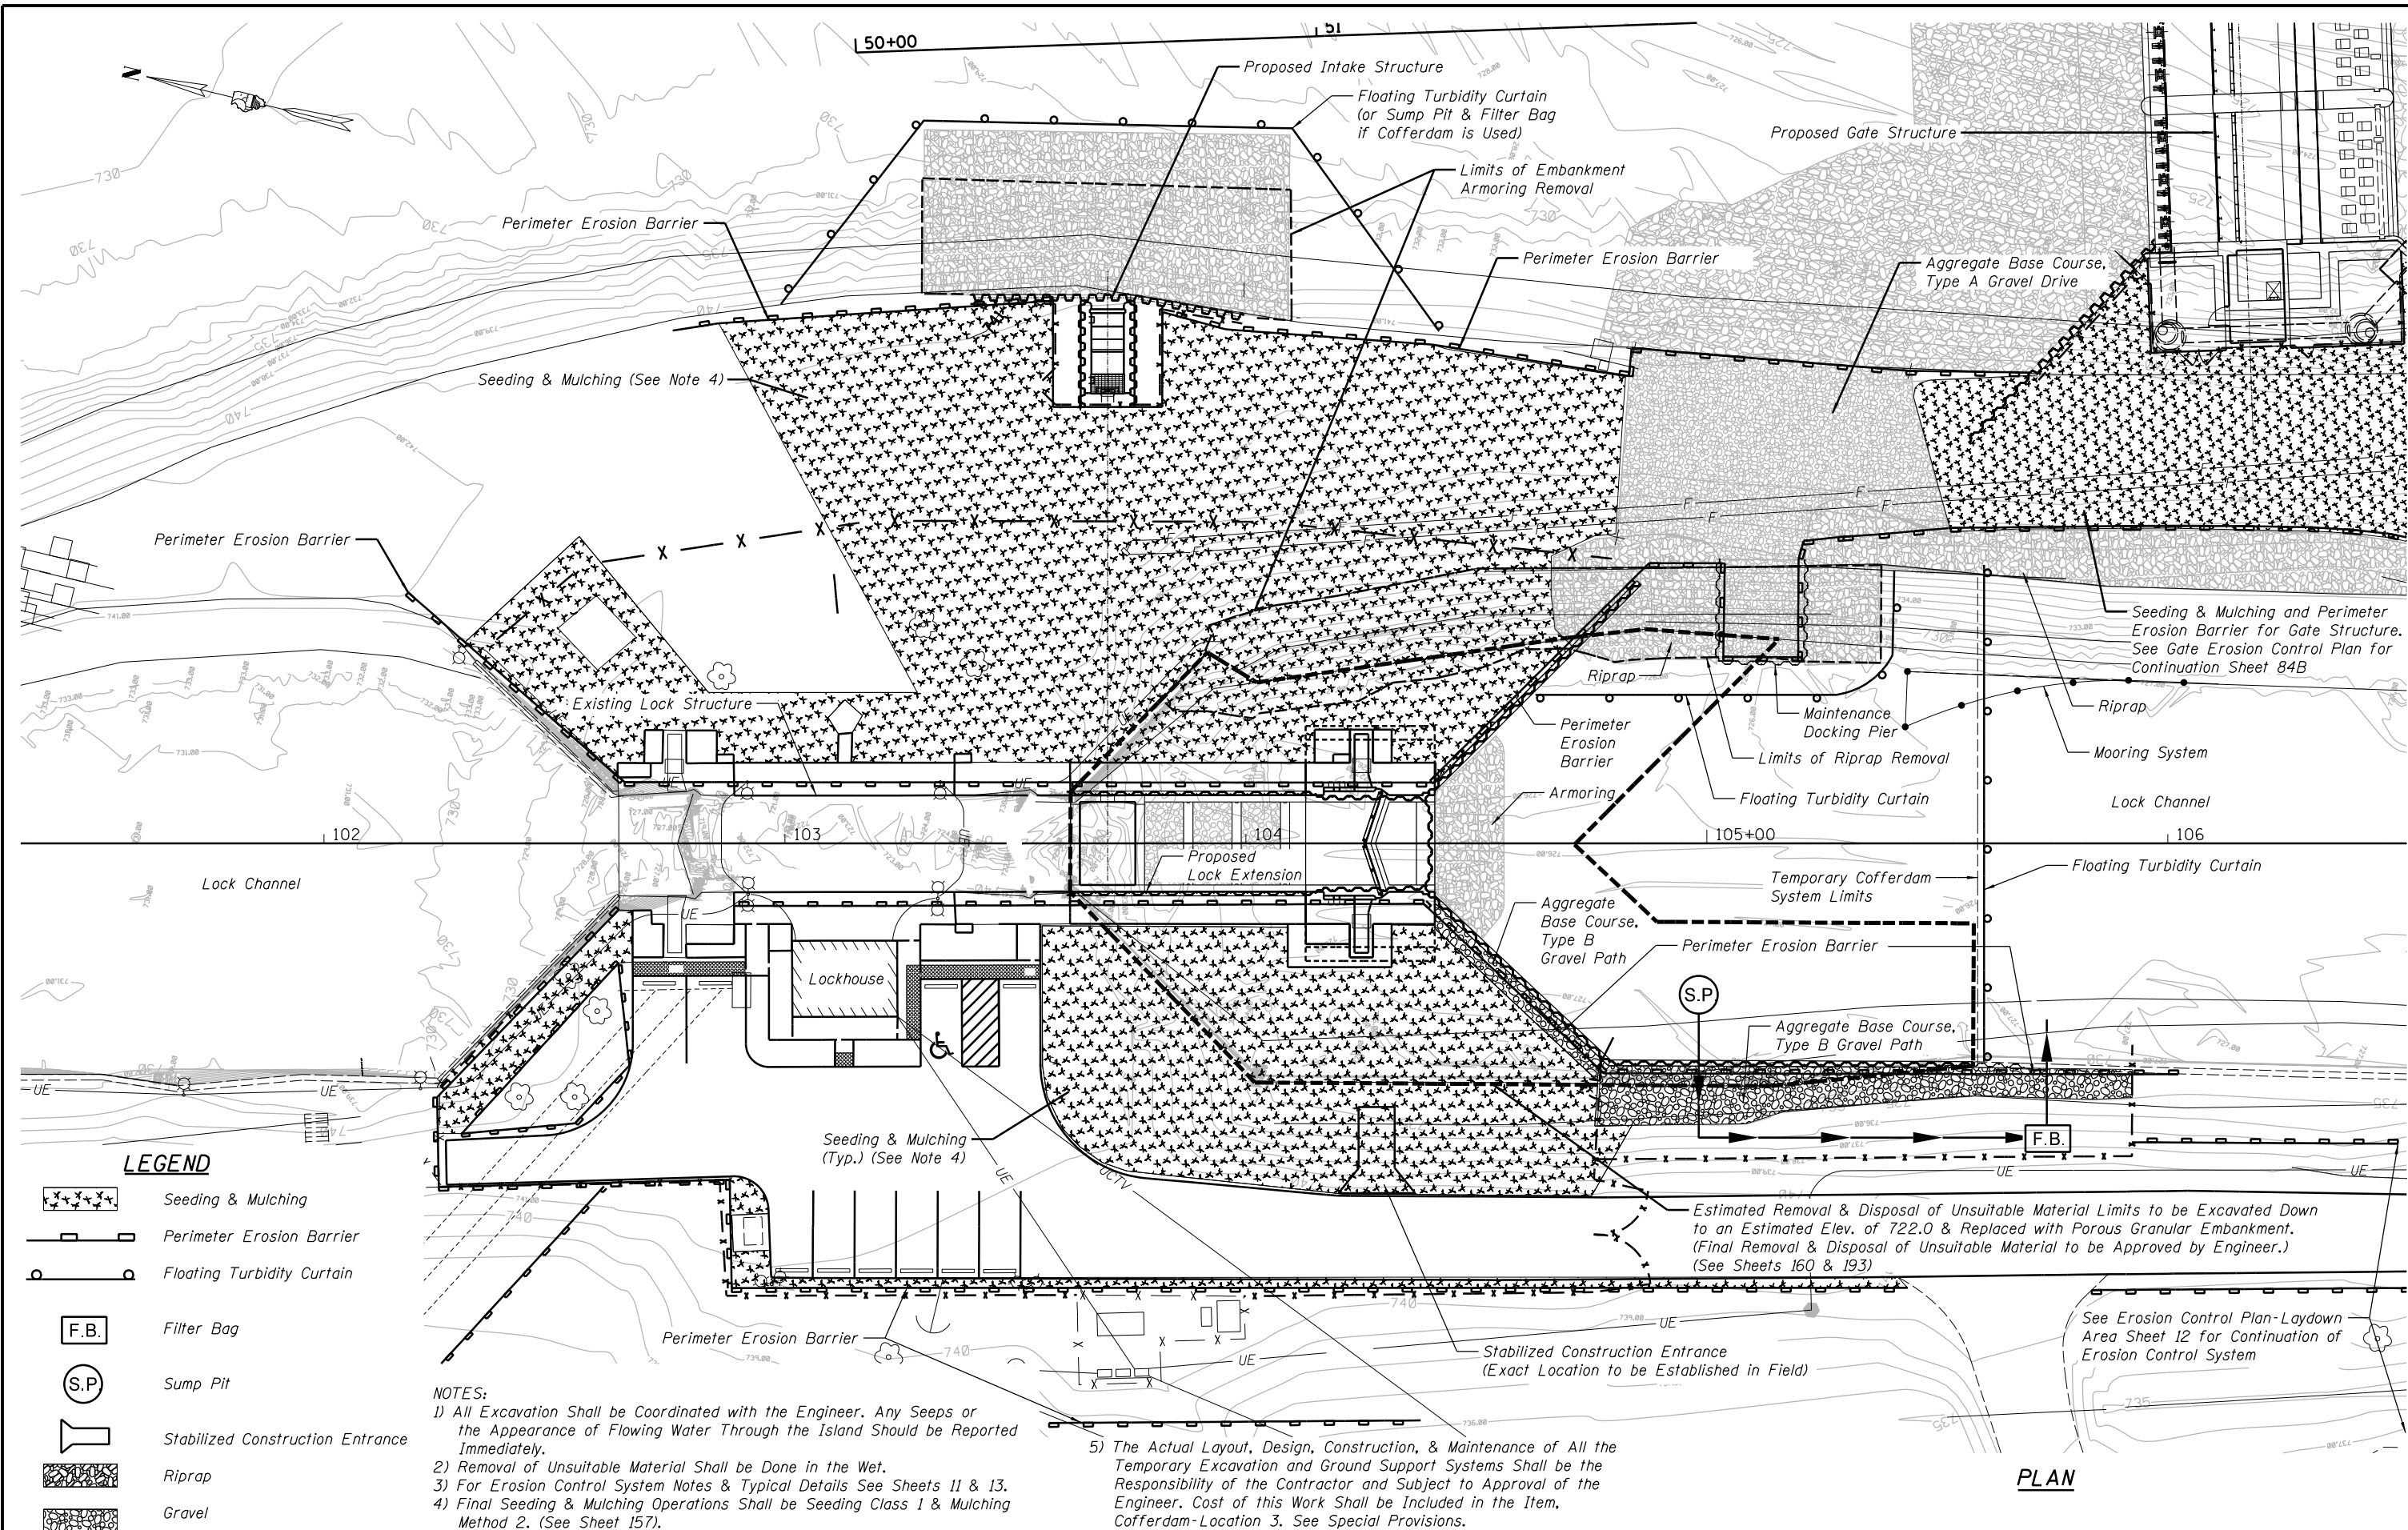 50+00
51
N
Proposed Intake Structure
Floating Turbidity Curtain
(or Sump Pit & Filter Bag
if Cofferdam is Used)
Proposed Gate Structure
Limits of Embankment
Armoring Removal
Perimeter Erosion Barrier
Perimeter Erosion Barrier
Aggregate Base Course,
Type A Gravel Drive
Seeding & Mulching (See Note 4)
Perimeter Erosion Barrier
Seeding & Mulching and Perimeter
Erosion Barrier for Gate Structure.
See Gate Erosion Control Plan for
Continuation Sheet 84B
Existing Lock Structure
Riprap
Perimeter
Erosion
Barrier
Maintenance
Docking Pier
Riprap
Mooring System
Limits of Riprap Removal
Armoring
Floating Turbidity Curtain
Lock Channel
102
103
104
105+00
106
Lock Channel
Proposed
Lock Extension
Temporary Cofferdam
System Limits
Floating Turbidity Curtain
Aggregate
Base Course,
Type B
Gravel Path
Perimeter Erosion Barrier
Lockhouse
S.P.
Aggregate Base Course,
Type B Gravel Path
F.B.
UE
UE
UE
UE
UE
UE
UE
UE
UE
UE
UCTV
730
730
730
735
740
740
740
735
Seeding & Mulching
(Typ.) (See Note 4)
Estimated Removal & Disposal of Unsuitable Material Limits to be Excavated Down
to an Estimated Elev. of 722.0 & Replaced with Porous Granular Embankment.
(Final Removal & Disposal of Unsuitable Material to be Approved by Engineer.)
(See Sheets 160 & 193)
Perimeter Erosion Barrier
Stabilized Construction Entrance
(Exact Location to be Established in Field)
See Erosion Control Plan-Laydown
Area Sheet 12 for Continuation of
Erosion Control System
LEGEND
Seeding & Mulching
Perimeter Erosion Barrier
Floating Turbidity Curtain
F.B.
Filter Bag
S.P.
Sump Pit
Stabilized Construction Entrance
Riprap
Gravel
NOTES:
1) All Excavation Shall be Coordinated with the Engineer. Any Seeps or
the Appearance of Flowing Water Through the Island Should be Reported
Immediately.
2) Removal of Unsuitable Material Shall be Done in the Wet.
3) For Erosion Control System Notes & Typical Details See Sheets 11 & 13.
4) Final Seeding & Mulching Operations Shall be Seeding Class 1 & Mulching
Method 2. (See Sheet 157).
5) The Actual Layout, Design, Construction, & Maintenance of All the
Temporary Excavation and Ground Support Systems Shall be the
Responsibility of the Contractor and Subject to Approval of the
Engineer. Cost of this Work Shall be Included in the Item,
Cofferdam-Location 3. See Special Provisions.
PLAN